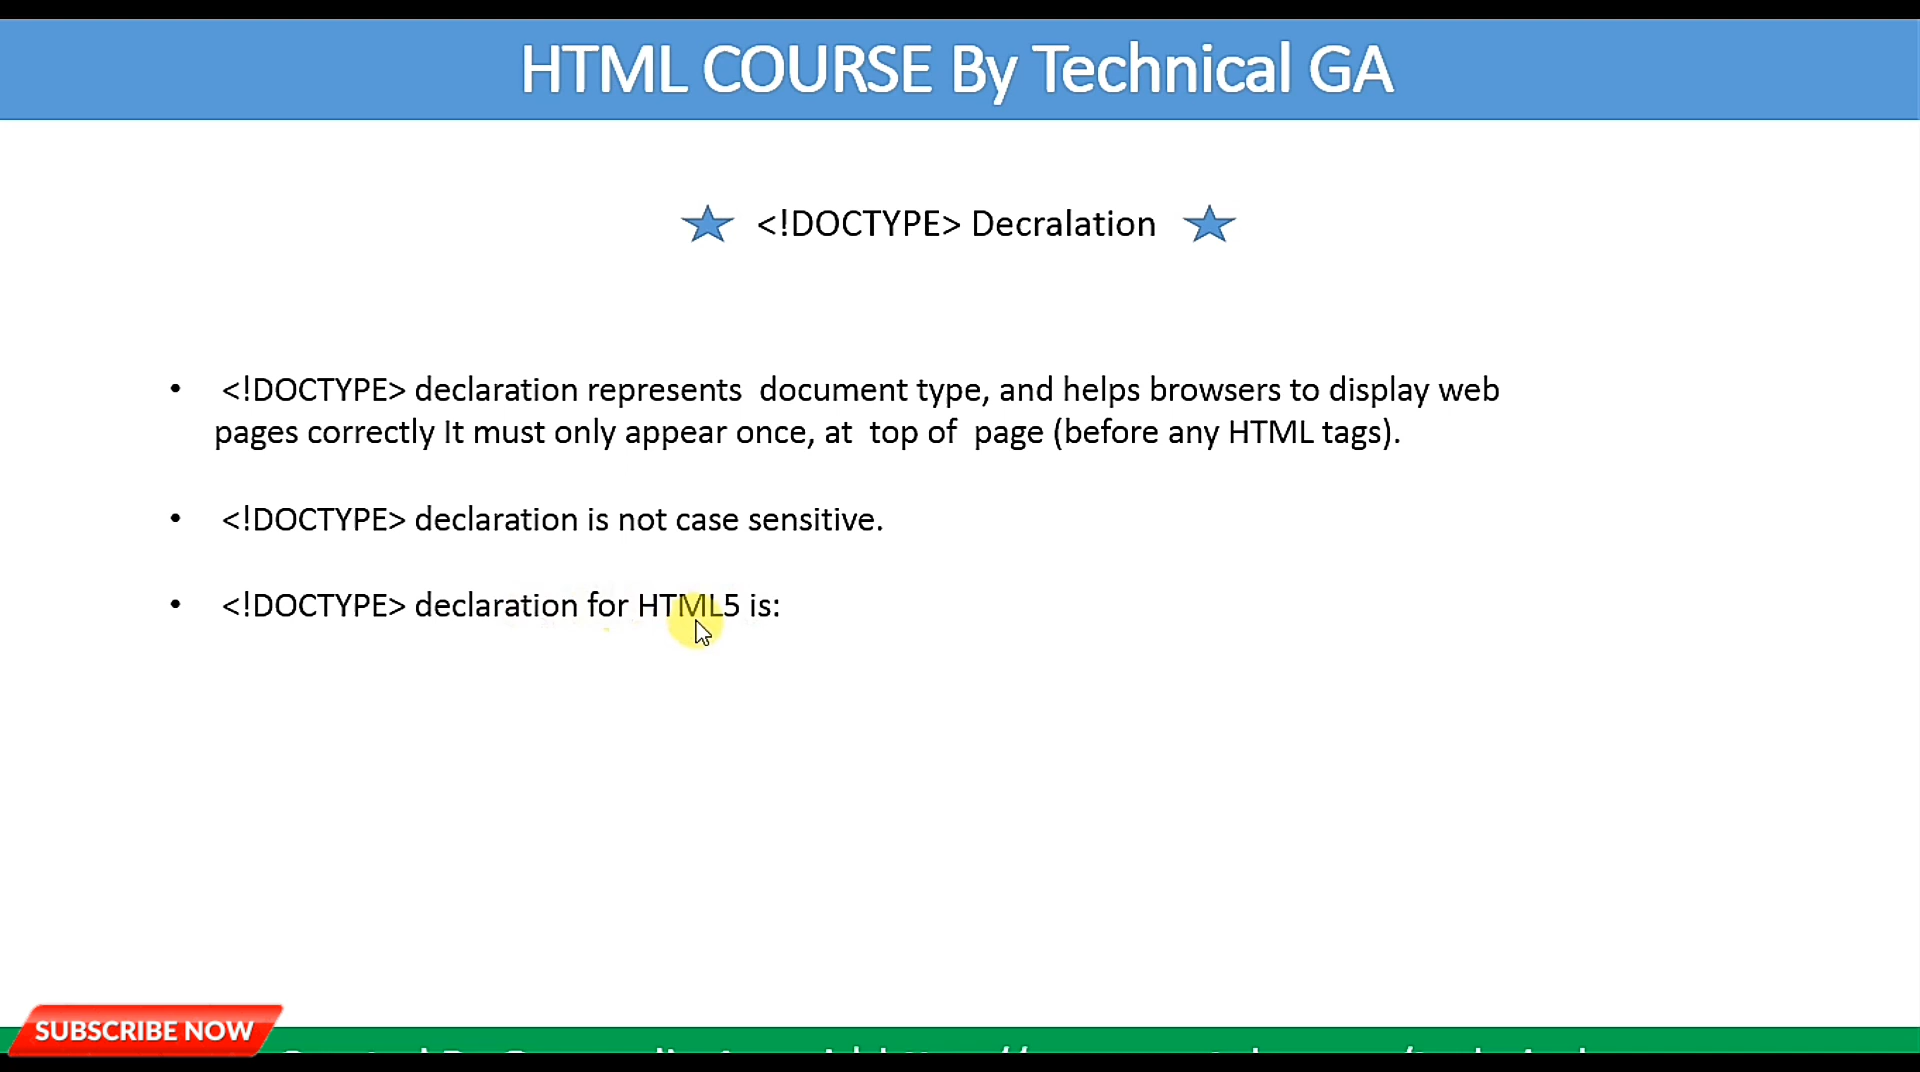 HTML COURSE By Technical GA
<!DOCTYPE> Decralation
• <!DOCTYPE> declaration represents document type, and helps browsers to display web
pages correctly It must only appear once, at top of page (before any HTML tags).
• <!DOCTYPE> declaration is not case sensitive.
• <!DOCTYPE> declaration for HTML5 is:
SUBSCRIBE NOW